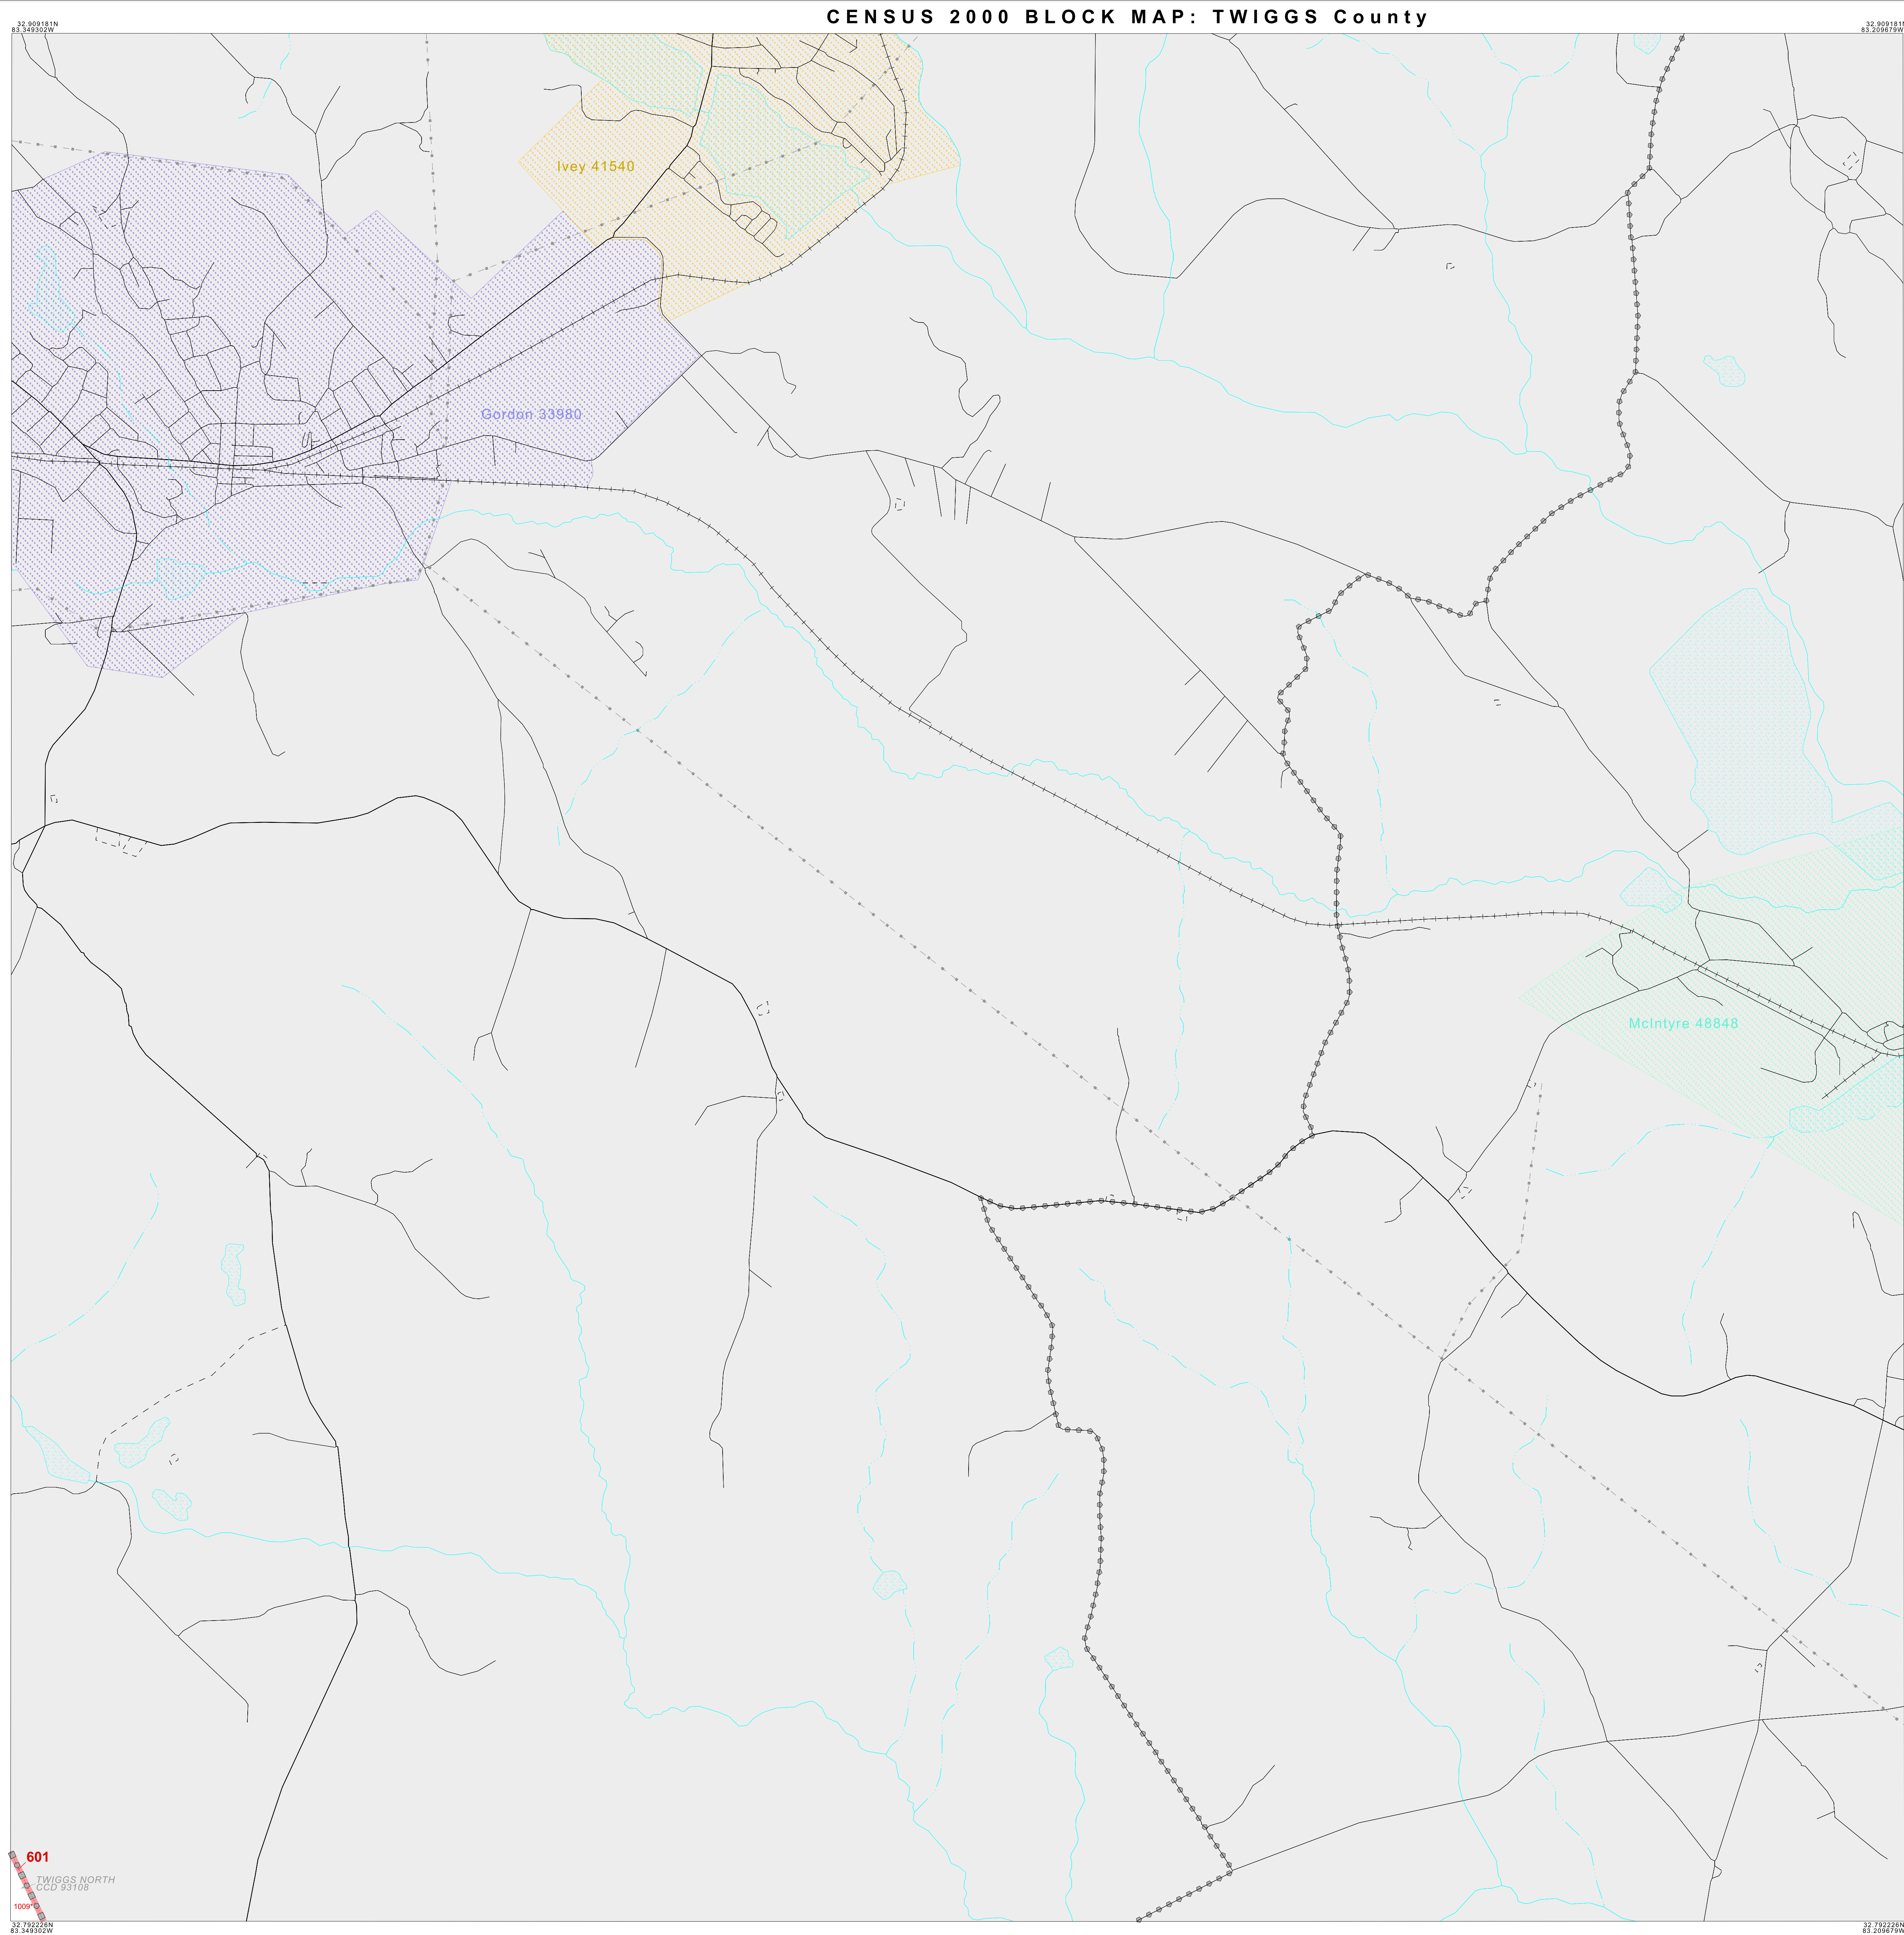 CENSUS 2000 BLOCK MAP: TWIGGS County
32.909181N
83.349302W
32.909181N
83.209679W
Ivey 41540
Gordon 33980
McIntyre 48848
601
TWIGGS NORTH
CCD 93108
1009
32.792226N
83.349302W
32.792226N
83.209679W